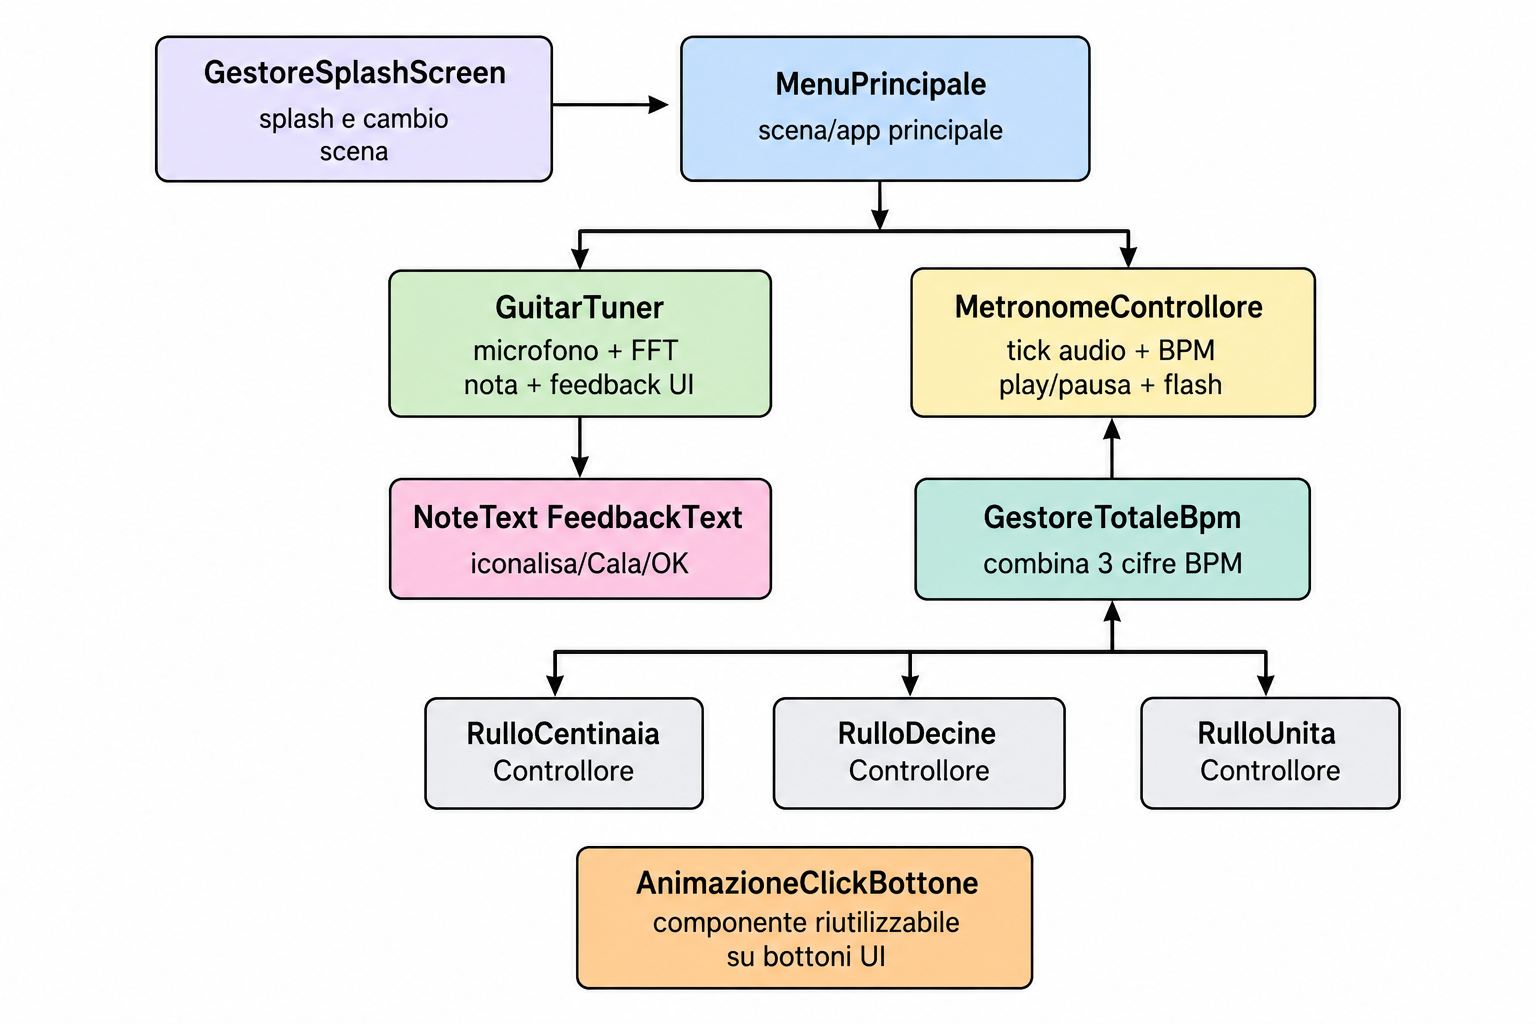 GestoreSplashScreen
splash e cambio
scena
MenuPrincipale
scena/app principale
GuitarTuner
microfono + FFT
nota + feedback UI
MetronomeControllore
tick audio + BPM
play/pausa + flash
NoteText FeedbackText
iconalisa/Cala/OK
GestoreTotaleBpm
combina 3 cifre BPM
RulloCentinaia
Controllore
RulloDecine
Controllore
RulloUnita
Controllore
AnimazioneClickBottone
componente riutilizzabile
su bottoni UI